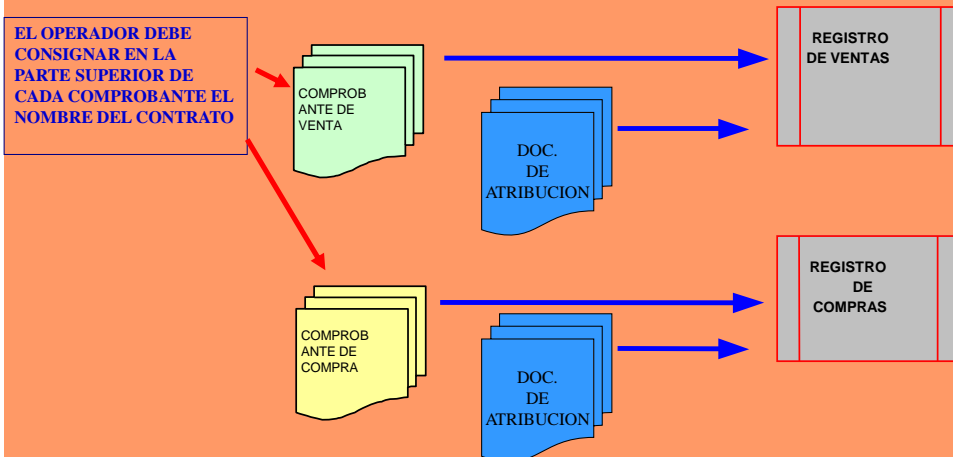 EL OPERADOR DEBE
CONSIGNAR EN LA
PARTE SUPERIOR DE
CADA COMPROBANTE EL
NOMBRE DEL CONTRATO
COMPROB
ANTE DE
VENTA
DOC.
DE
ATRIBUCION
REGISTRO
DE VENTAS
COMPROB
ANTE DE
COMPRA
DOC.
DE
ATRIBUCION
REGISTRO
DE
COMPRAS